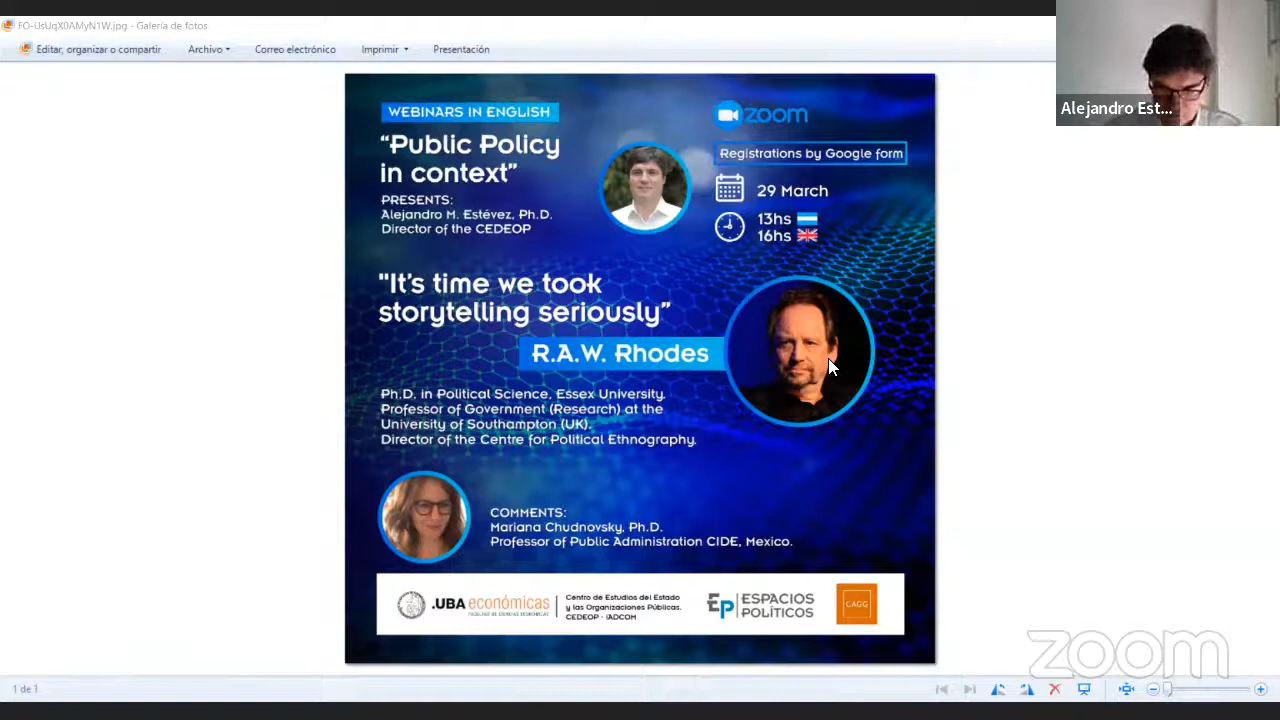 FO-UsUqX0AMyN1W.jpg - Galería de fotos
Editar, organizar o compartir
Archivo
Correo electrónico
Imprimir
Presentación
Alejandro Est...
WEBINARS IN ENGLISH
“Public Policy
in context”
PRESENTS:
Alejandro M. Estévez, Ph.D.
Director of the CEDEOP
zoom
Registrations by Google form
29 March
13hs
16hs
"It’s time we took
storytelling seriously”
R.A.W. Rhodes
Ph.D. in Political Science, Essex University.
Professor of Government (Research) at the
University of Southampton (UK).
Director of the Centre for Political Ethnography.
COMMENTS:
Mariana Chudnovsky, Ph.D.
Professor of Public Administration CIDE, Mexico.
.UBA económicas
FACULTAD DE CIENCIAS ECONÓMICAS
Centro de Estudios del Estado
y las Organizaciones Públicas.
CEDEOP - IADCOM
Ep ESPACIOS
POLÍTICOS
CAGG
zoom
1 de 1